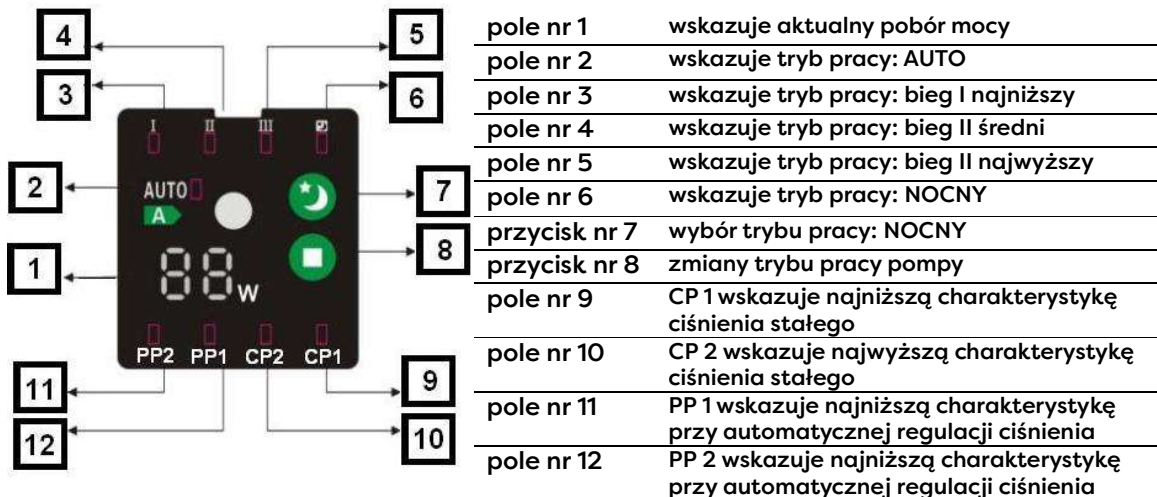 4
5
3
6
I II III
AUTO
A
2
7
8
1
88W
PP2 PP1 CP2 CP1
11
9
12
10
pole nr 1 wskazuje aktualny pobór mocy
pole nr 2 wskazuje tryb pracy: AUTO
pole nr 3 wskazuje tryb pracy: bieg I najniższy
pole nr 4 wskazuje tryb pracy: bieg II średni
pole nr 5 wskazuje tryb pracy: bieg II najwyższy
pole nr 6 wskazuje tryb pracy: NOCNY
przycisk nr 7 wybór trybu pracy: NOCNY
przycisk nr 8 zmiany trybu pracy pompy
pole nr 9 CP 1 wskazuje najniższą charakterystykę
ciśnienia stałego
pole nr 10 CP 2 wskazuje najwyższą charakterystykę
ciśnienia stałego
pole nr 11 PP 1 wskazuje najniższą charakterystykę
przy automatycznej regulacji ciśnienia
pole nr 12 PP 2 wskazuje najniższą charakterystykę
przy automatycznej regulacji ciśnienia